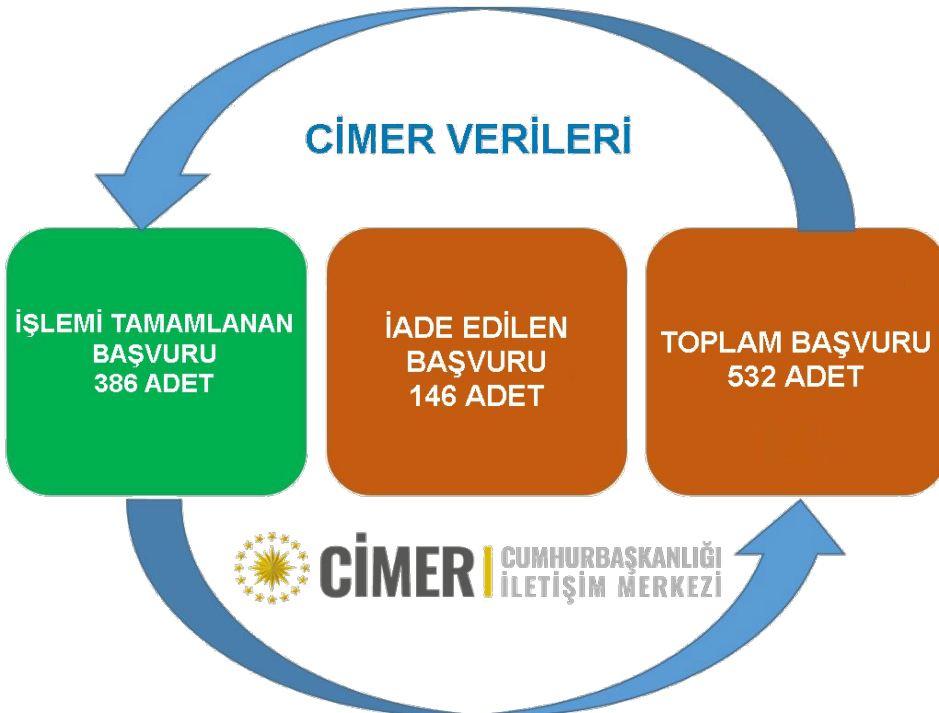 CİMER VERİLERİ
İŞLEMİ TAMAMLANAN
BAŞVURU
386 ADET
İADE EDİLEN
BAŞVURU
146 ADET
TOPLAM BAŞVURU
532 ADET
CİMER
CUMHURBAŞKANLIĞI
İLETİŞİM MERKEZİ